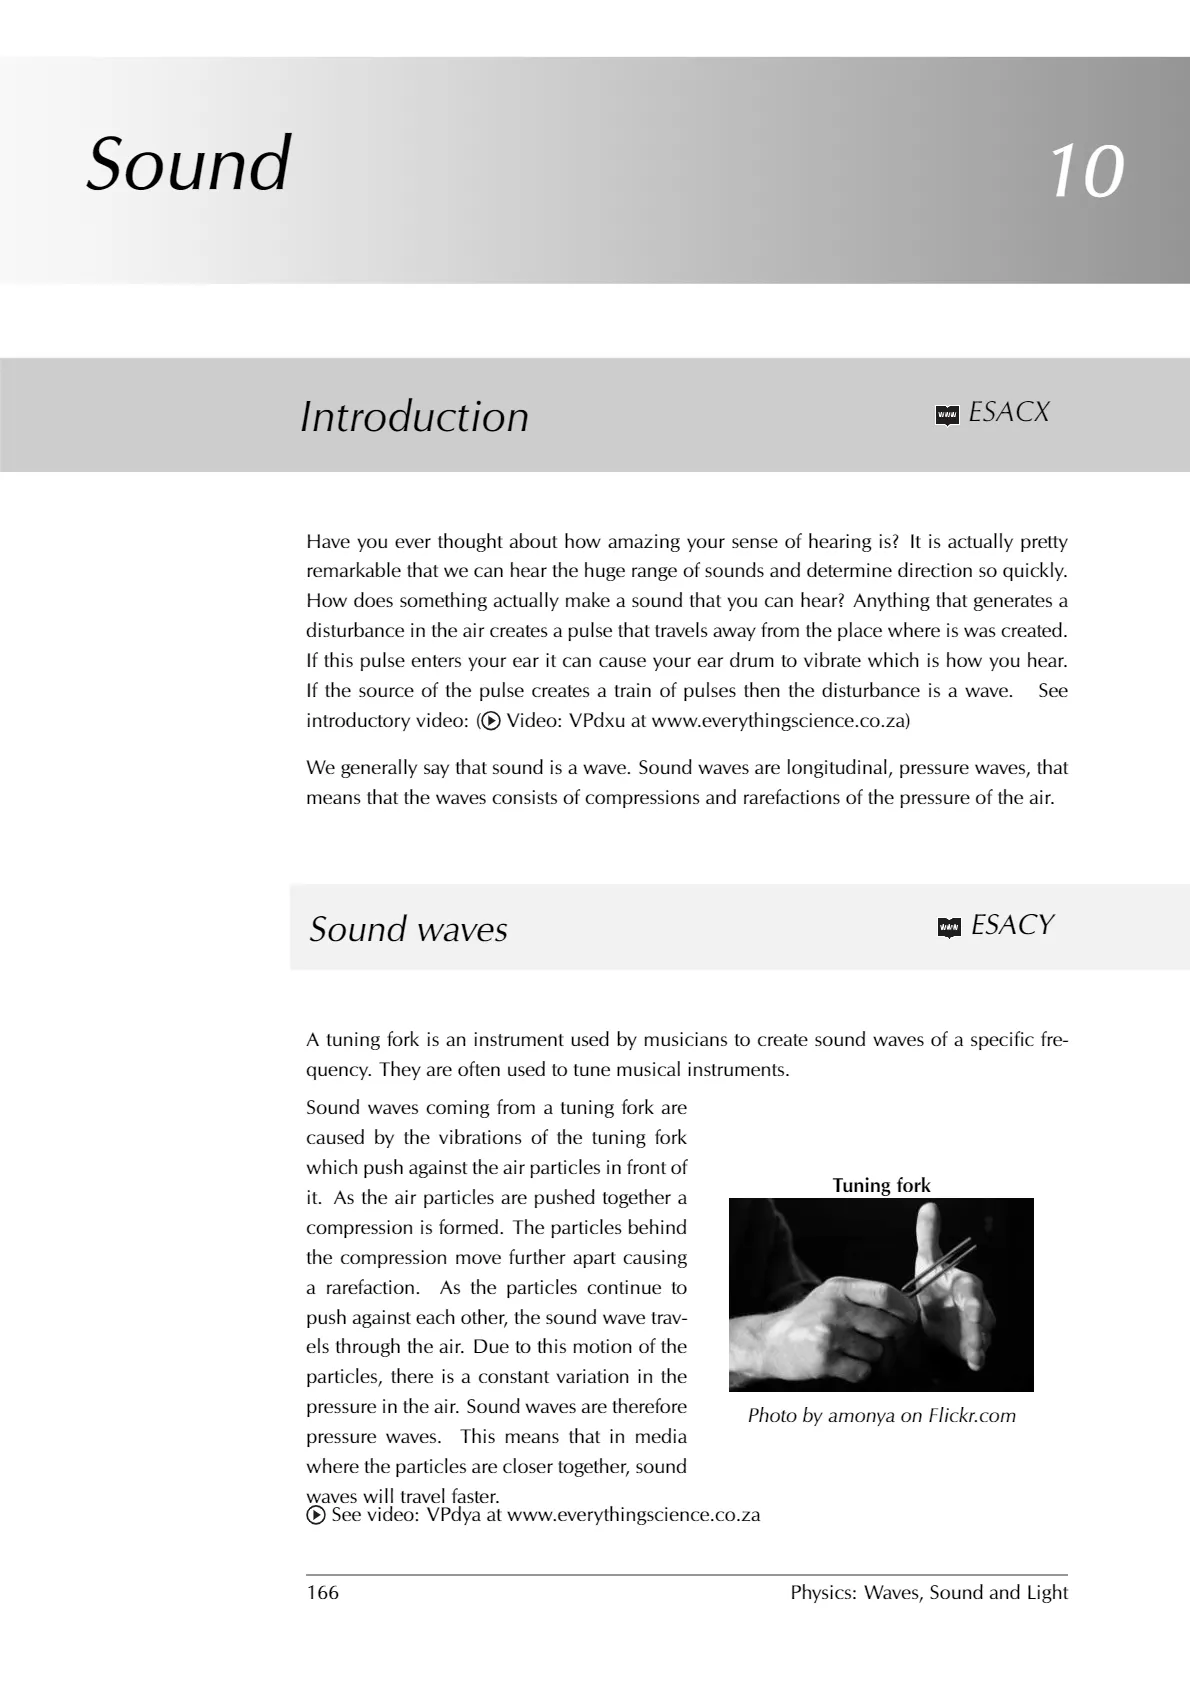 Sound
10
Introduction
www ESACX
Have you ever thought about how amazing your sense of hearing is? It is actually pretty
remarkable that we can hear the huge range of sounds and determine direction so quickly.
How does something actually make a sound that you can hear? Anything that generates a
disturbance in the air creates a pulse that travels away from the place where is was created.
If this pulse enters your ear it can cause your ear drum to vibrate which is how you hear.
If the source of the pulse creates a train of pulses then the disturbance is a wave. See
introductory video: ( Video: VPdxu at www.everythingscience.co.za)
We generally say that sound is a wave. Sound waves are longitudinal, pressure waves, that
means that the waves consists of compressions and rarefactions of the pressure of the air.
Sound waves
www ESACY
A tuning fork is an instrument used by musicians to create sound waves of a specific fre-
quency. They are often used to tune musical instruments.
Sound waves coming from a tuning fork are
caused by the vibrations of the tuning fork
which push against the air particles in front of
it. As the air particles are pushed together a
compression is formed. The particles behind
the compression move further apart causing
a rarefaction. As the particles continue to
push against each other, the sound wave trav-
els through the air. Due to this motion of the
particles, there is a constant variation in the
pressure in the air. Sound waves are therefore
pressure waves. This means that in media
where the particles are closer together, sound
waves will travel faster.
Tuning fork
Photo by amonya on Flickr.com
See video: VPdya at www.everythingscience.co.za
166
Physics: Waves, Sound and Light